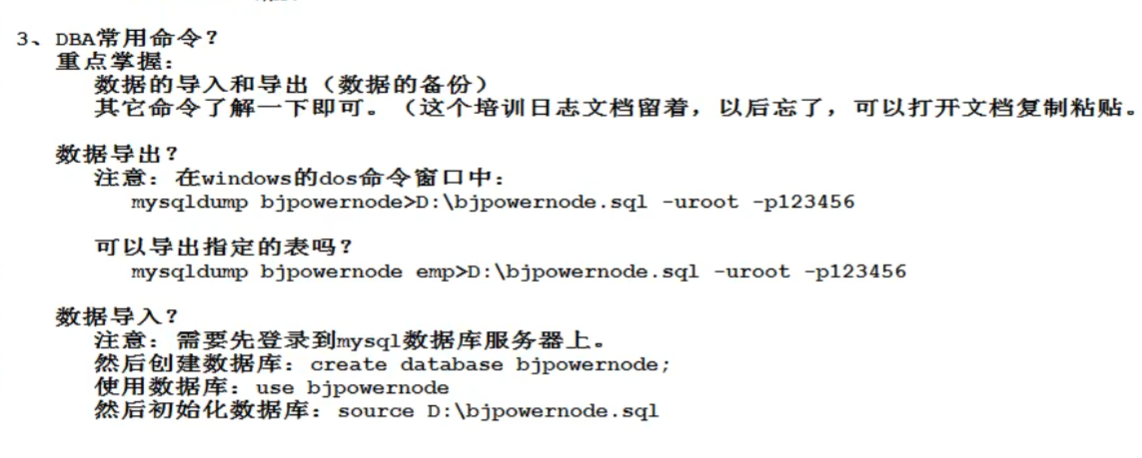 3、DBA常用命令?
重点掌握:
数据的导入和导出(数据的备份)
其它命令了解一下即可。(这个培训日志文档留着,以后忘了,可以打开文档复制粘贴。
数据导出?
注意:在windows的dos命令窗口中:
mysqldump bjpowernode>D:\bjpowernode.sql -uroot -p123456
可以导出指定的表吗?
mysqldump bjpowernode emp>D:\bjpowernode.sql -uroot -p123456
数据导入?
注意:需要先登录到mysql数据库服务器上。
然后创建数据库:create database bjpowernode;
使用数据库:use bjpowernode
然后初始化数据库:source D:\bjpowernode.sql